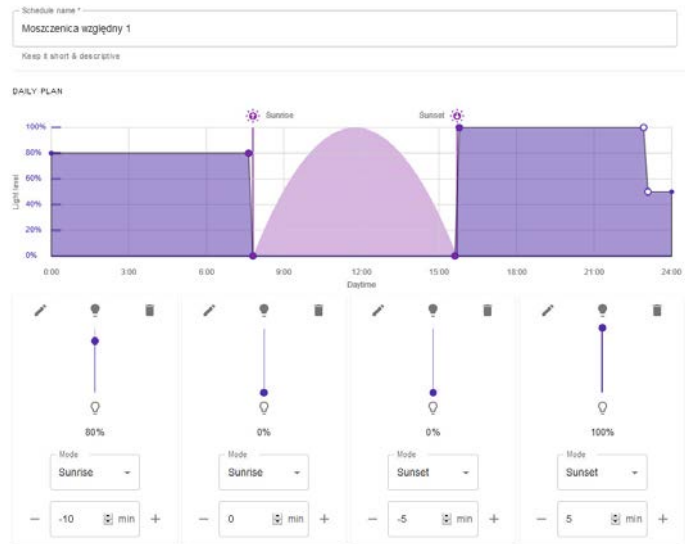 Schedule name *
Moszczenica względny 1
Keep it short & descriptive
DAILY PLAN
Sunrise
Sunset
100%
80%
60%
40%
20%
0%
Light level
0:00 3:00 6:00 9:00 12:00 15:00 18:00 21:00 24:00
Daytime
80% 0% 0% 100%
Mode Mode Mode Mode
Sunrise Sunrise Sunset Sunset
-10 min 0 min -5 min 5 min